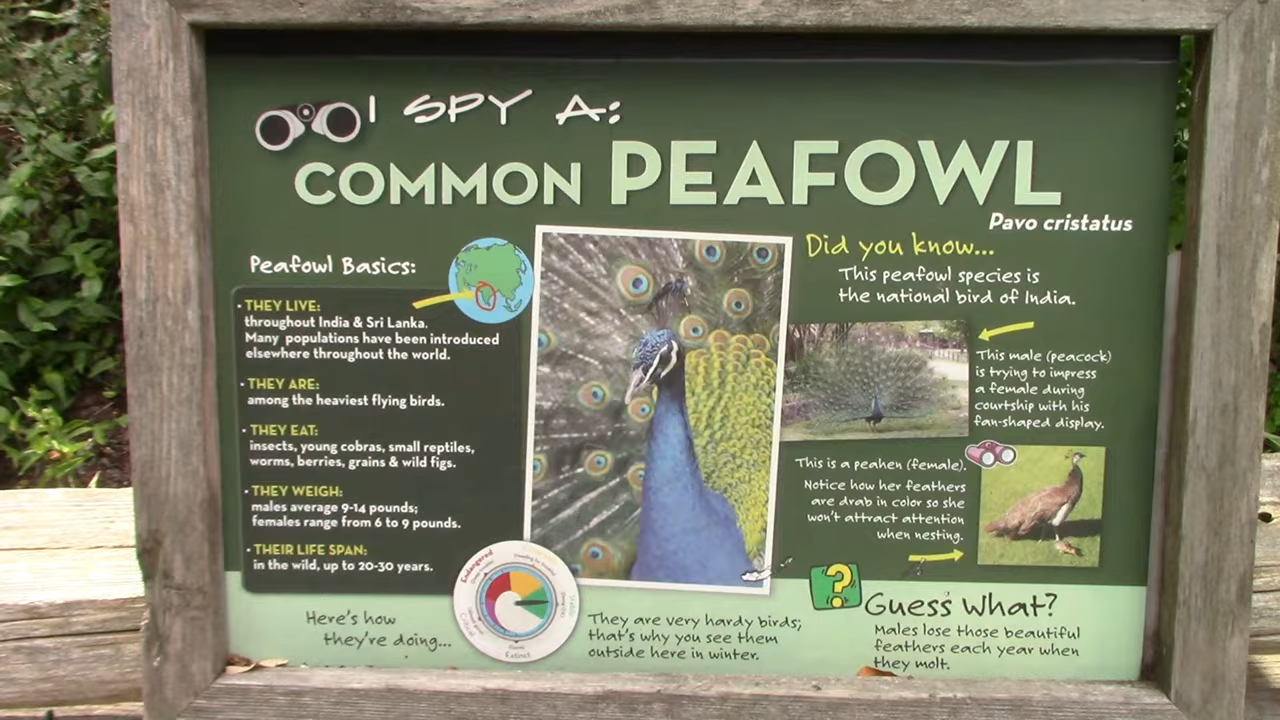 I SPY A:
COMMON PEAFOWL
Pavo cristatus
Peafowl Basics:
• THEY LIVE:
throughout India & Sri Lanka.
Many populations have been introduced
elsewhere throughout the world.
• THEY ARE:
among the heaviest flying birds.
• THEY EAT:
insects, young cobras, small reptiles,
worms, berries, grains & wild figs.
• THEY WEIGH:
males average 9-14 pounds;
females range from 6 to 9 pounds.
• THEIR LIFE SPAN:
in the wild, up to 20-30 years.
Did you know...
This peafowl species is
the national bird of India.
This male (peacock)
is trying to impress
a female during
courtship with his
fan-shaped display.
This is a peahen (female).
Notice how her feathers
are drab in color so she
won't attract attention
when nesting.
Here's how
they're doing...
Endangered
Extinct
They are very hardy birds;
that's why you see them
outside here in winter.
?
Guess What?
Males lose those beautiful
feathers each year when
they molt.